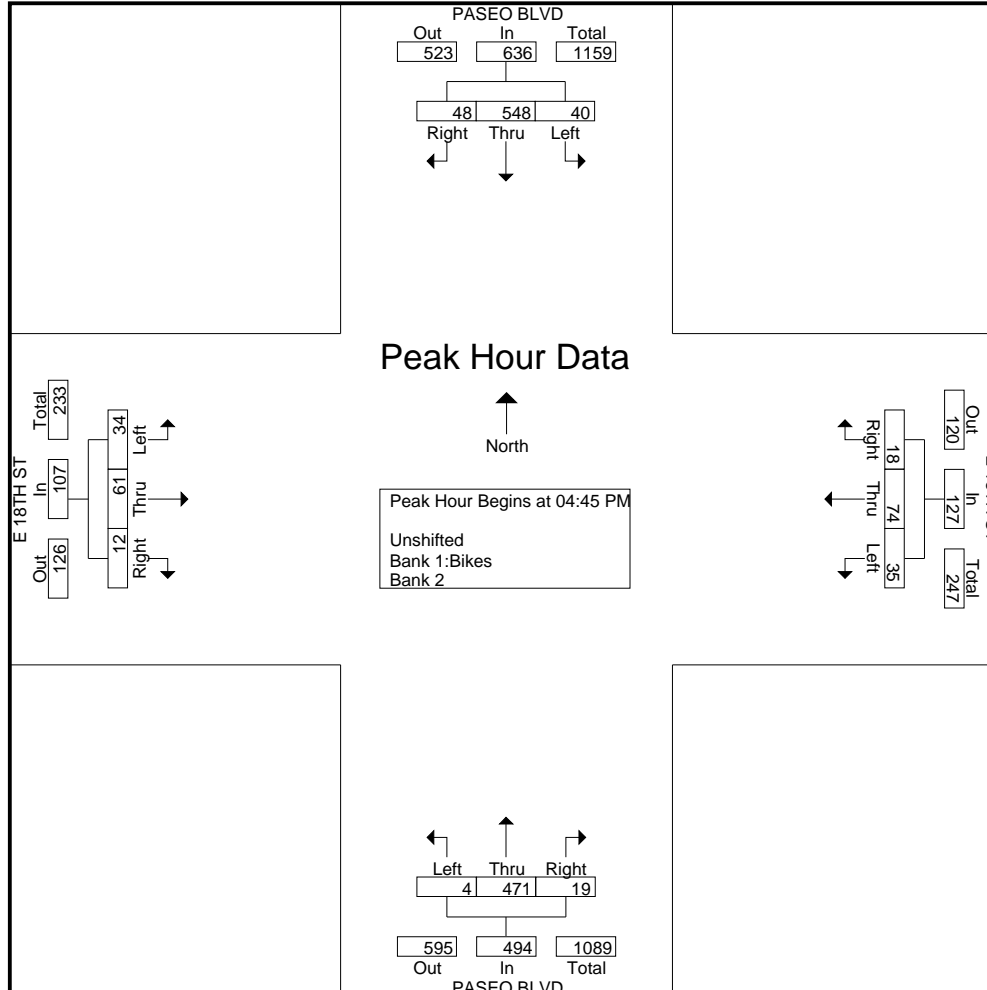 PASEO BLVD
Out In Total
523 636 1159
48 548 40
Right Thru Left
Peak Hour Data
North
Peak Hour Begins at 04:45 PM
Unshifted
Bank 1:Bikes
Bank 2
E 18TH ST
Out In Total
126 107 233
34 61 12
Left Thru Right
Out In Total
120 127 247
18 74 35
Right Thru Left
Left Thru Right
4 471 19
595 494 1089
Out In Total
PASEO BLVD